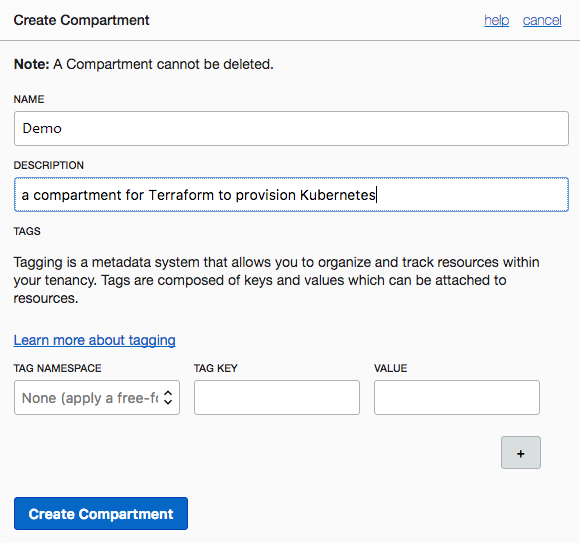 Create Compartment help cancel
Note: A Compartment cannot be deleted.
NAME
Demo
DESCRIPTION
a compartment for Terraform to provision Kubernetes
TAGS
Tagging is a metadata system that allows you to organize and track resources within
your tenancy. Tags are composed of keys and values which can be attached to
resources.
Learn more about tagging
TAG NAMESPACE TAG KEY VALUE
None (apply a free-fo
+
Create Compartment